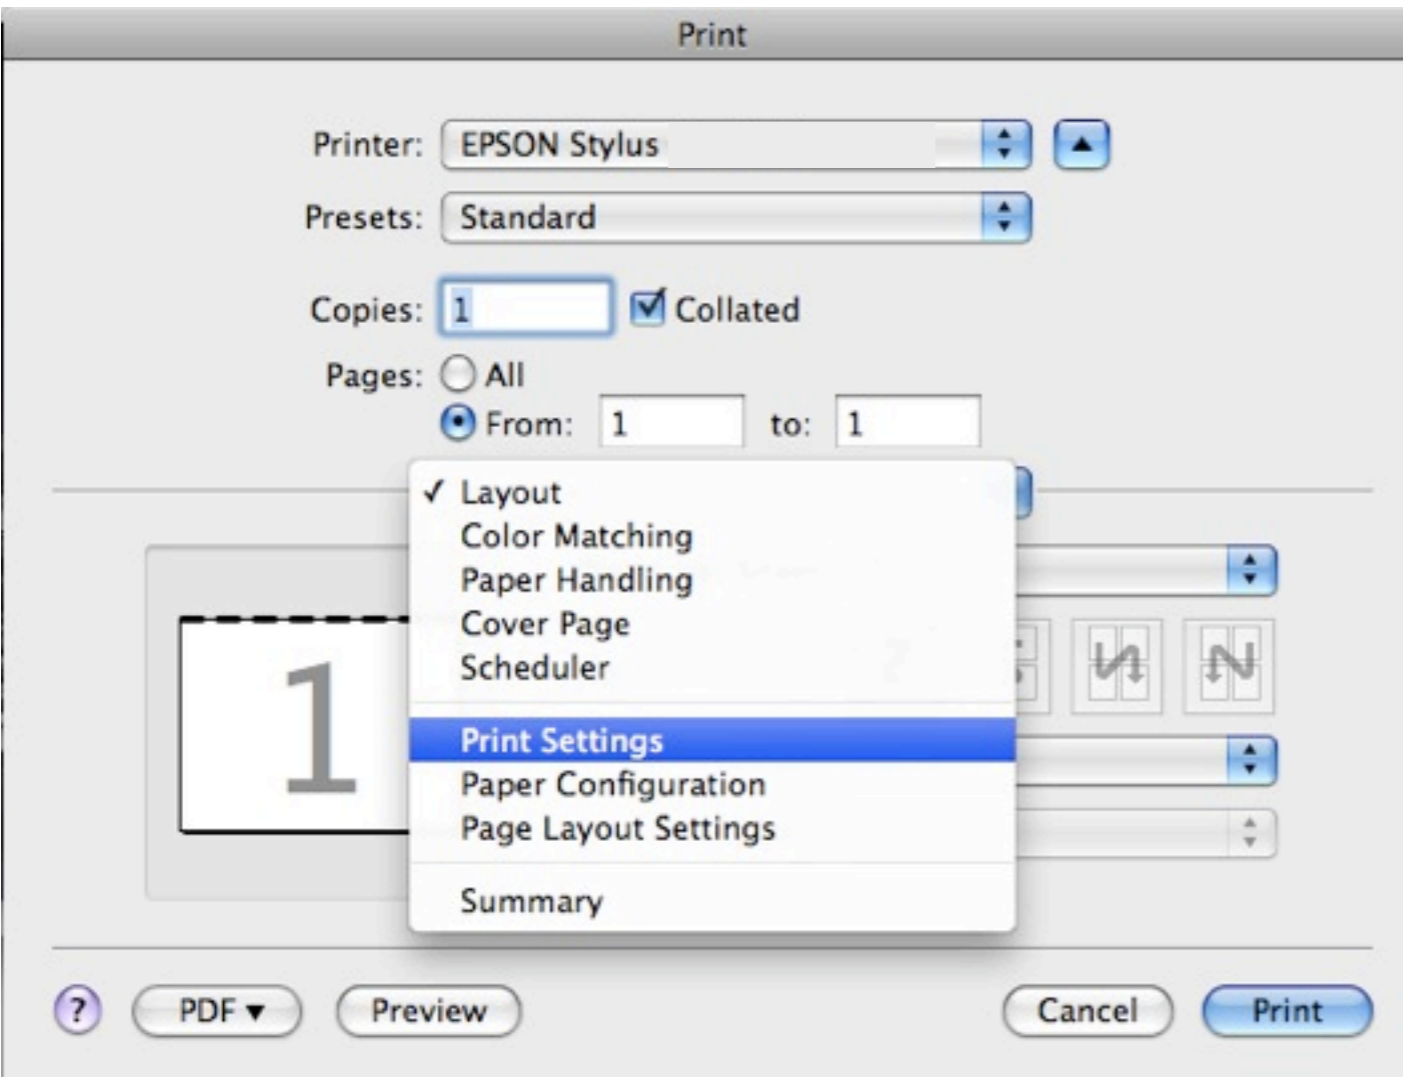 Print
Printer: EPSON Stylus
Presets: Standard
Copies: 1 Collated
Pages: All
From: 1 to: 1
Layout
Color Matching
Paper Handling
Cover Page
Scheduler
1
Print Settings
Paper Configuration
Page Layout Settings
Summary
? PDF Preview Cancel Print